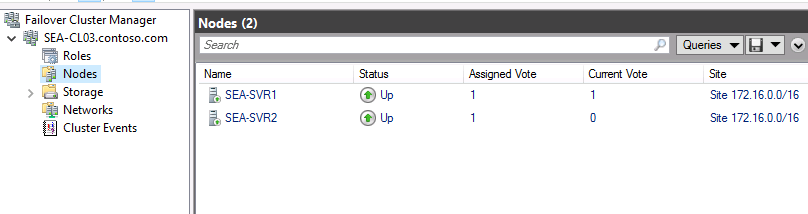 Failover Cluster Manager
SEA-CL03.contoso.com
Roles
Nodes
Storage
Networks
Cluster Events
Nodes (2)
Search
Queries
Name Status Assigned Vote Current Vote Site
SEA-SVR1 Up 1 1 Site 172.16.0.0/16
SEA-SVR2 Up 1 0 Site 172.16.0.0/16